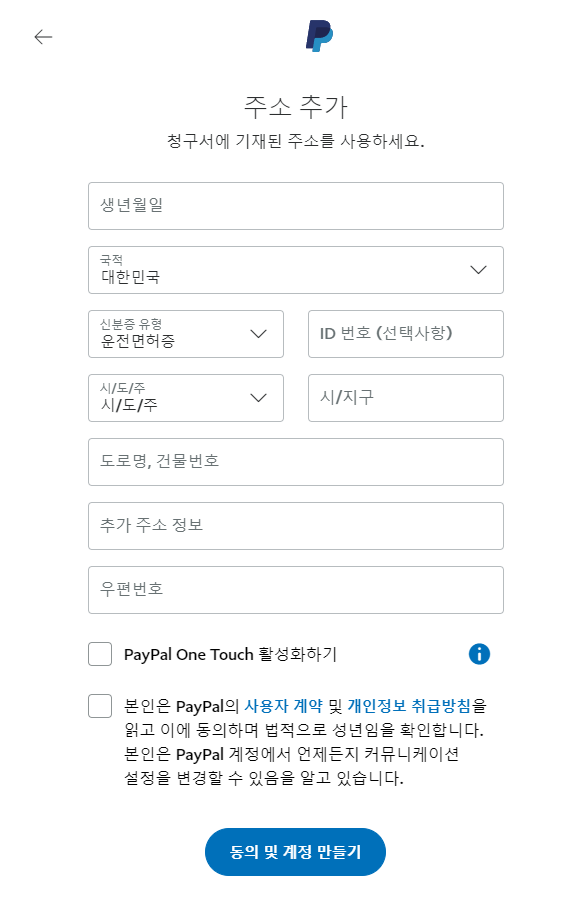 주소 추가
청구서에 기재된 주소를 사용하세요.
생년월일
국적
대한민국
신분증 유형
운전면허증
ID 번호 (선택사항)
시/도/주
시/도/주
시/지구
도로명, 건물번호
추가 주소 정보
우편번호
PayPal One Touch 활성화하기
본인은 PayPal의 사용자 계약 및 개인정보 취급방침을
읽고 이에 동의하며 법적으로 성년임을 확인합니다.
본인은 PayPal 계정에서 언제든지 커뮤니케이션
설정을 변경할 수 있음을 알고 있습니다.
동의 및 계정 만들기